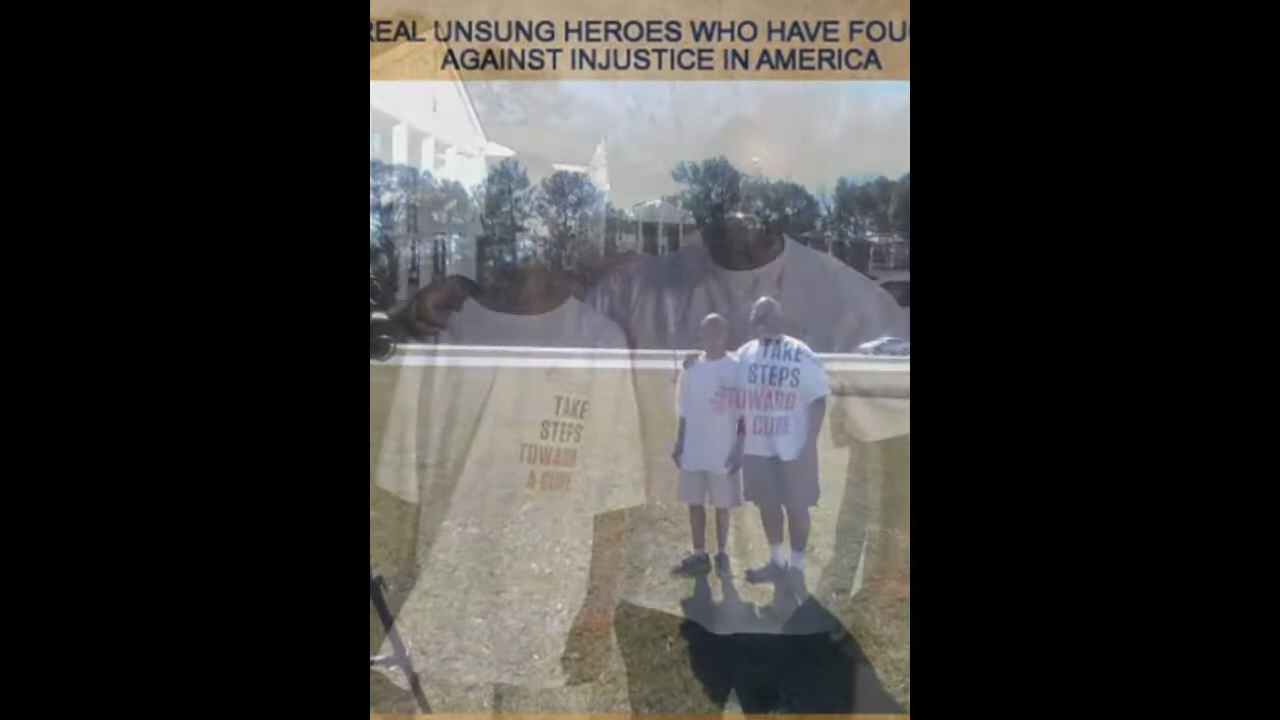 REAL UNSUNG HEROES WHO HAVE FOU
AGAINST INJUSTICE IN AMERICA
TAKE
STEPS
TOWARD
A CURE
TAKE
STEPS
TOWARD
A CURE